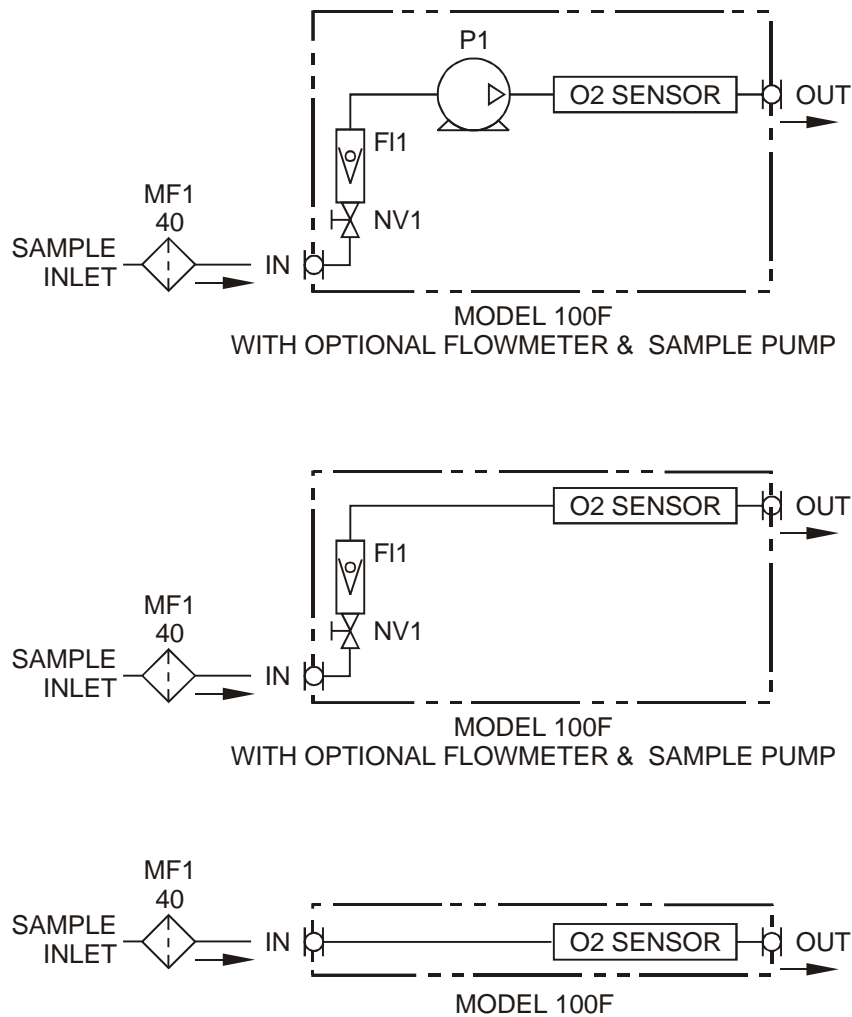 P1
O2 SENSOR
OUT
FI1
MF1
40
NV1
SAMPLE
INLET
IN
MODEL 100F
WITH OPTIONAL FLOWMETER & SAMPLE PUMP
O2 SENSOR
OUT
FI1
MF1
40
NV1
SAMPLE
INLET
IN
MODEL 100F
WITH OPTIONAL FLOWMETER & SAMPLE PUMP
MF1
40
SAMPLE
INLET
IN
O2 SENSOR
OUT
MODEL 100F